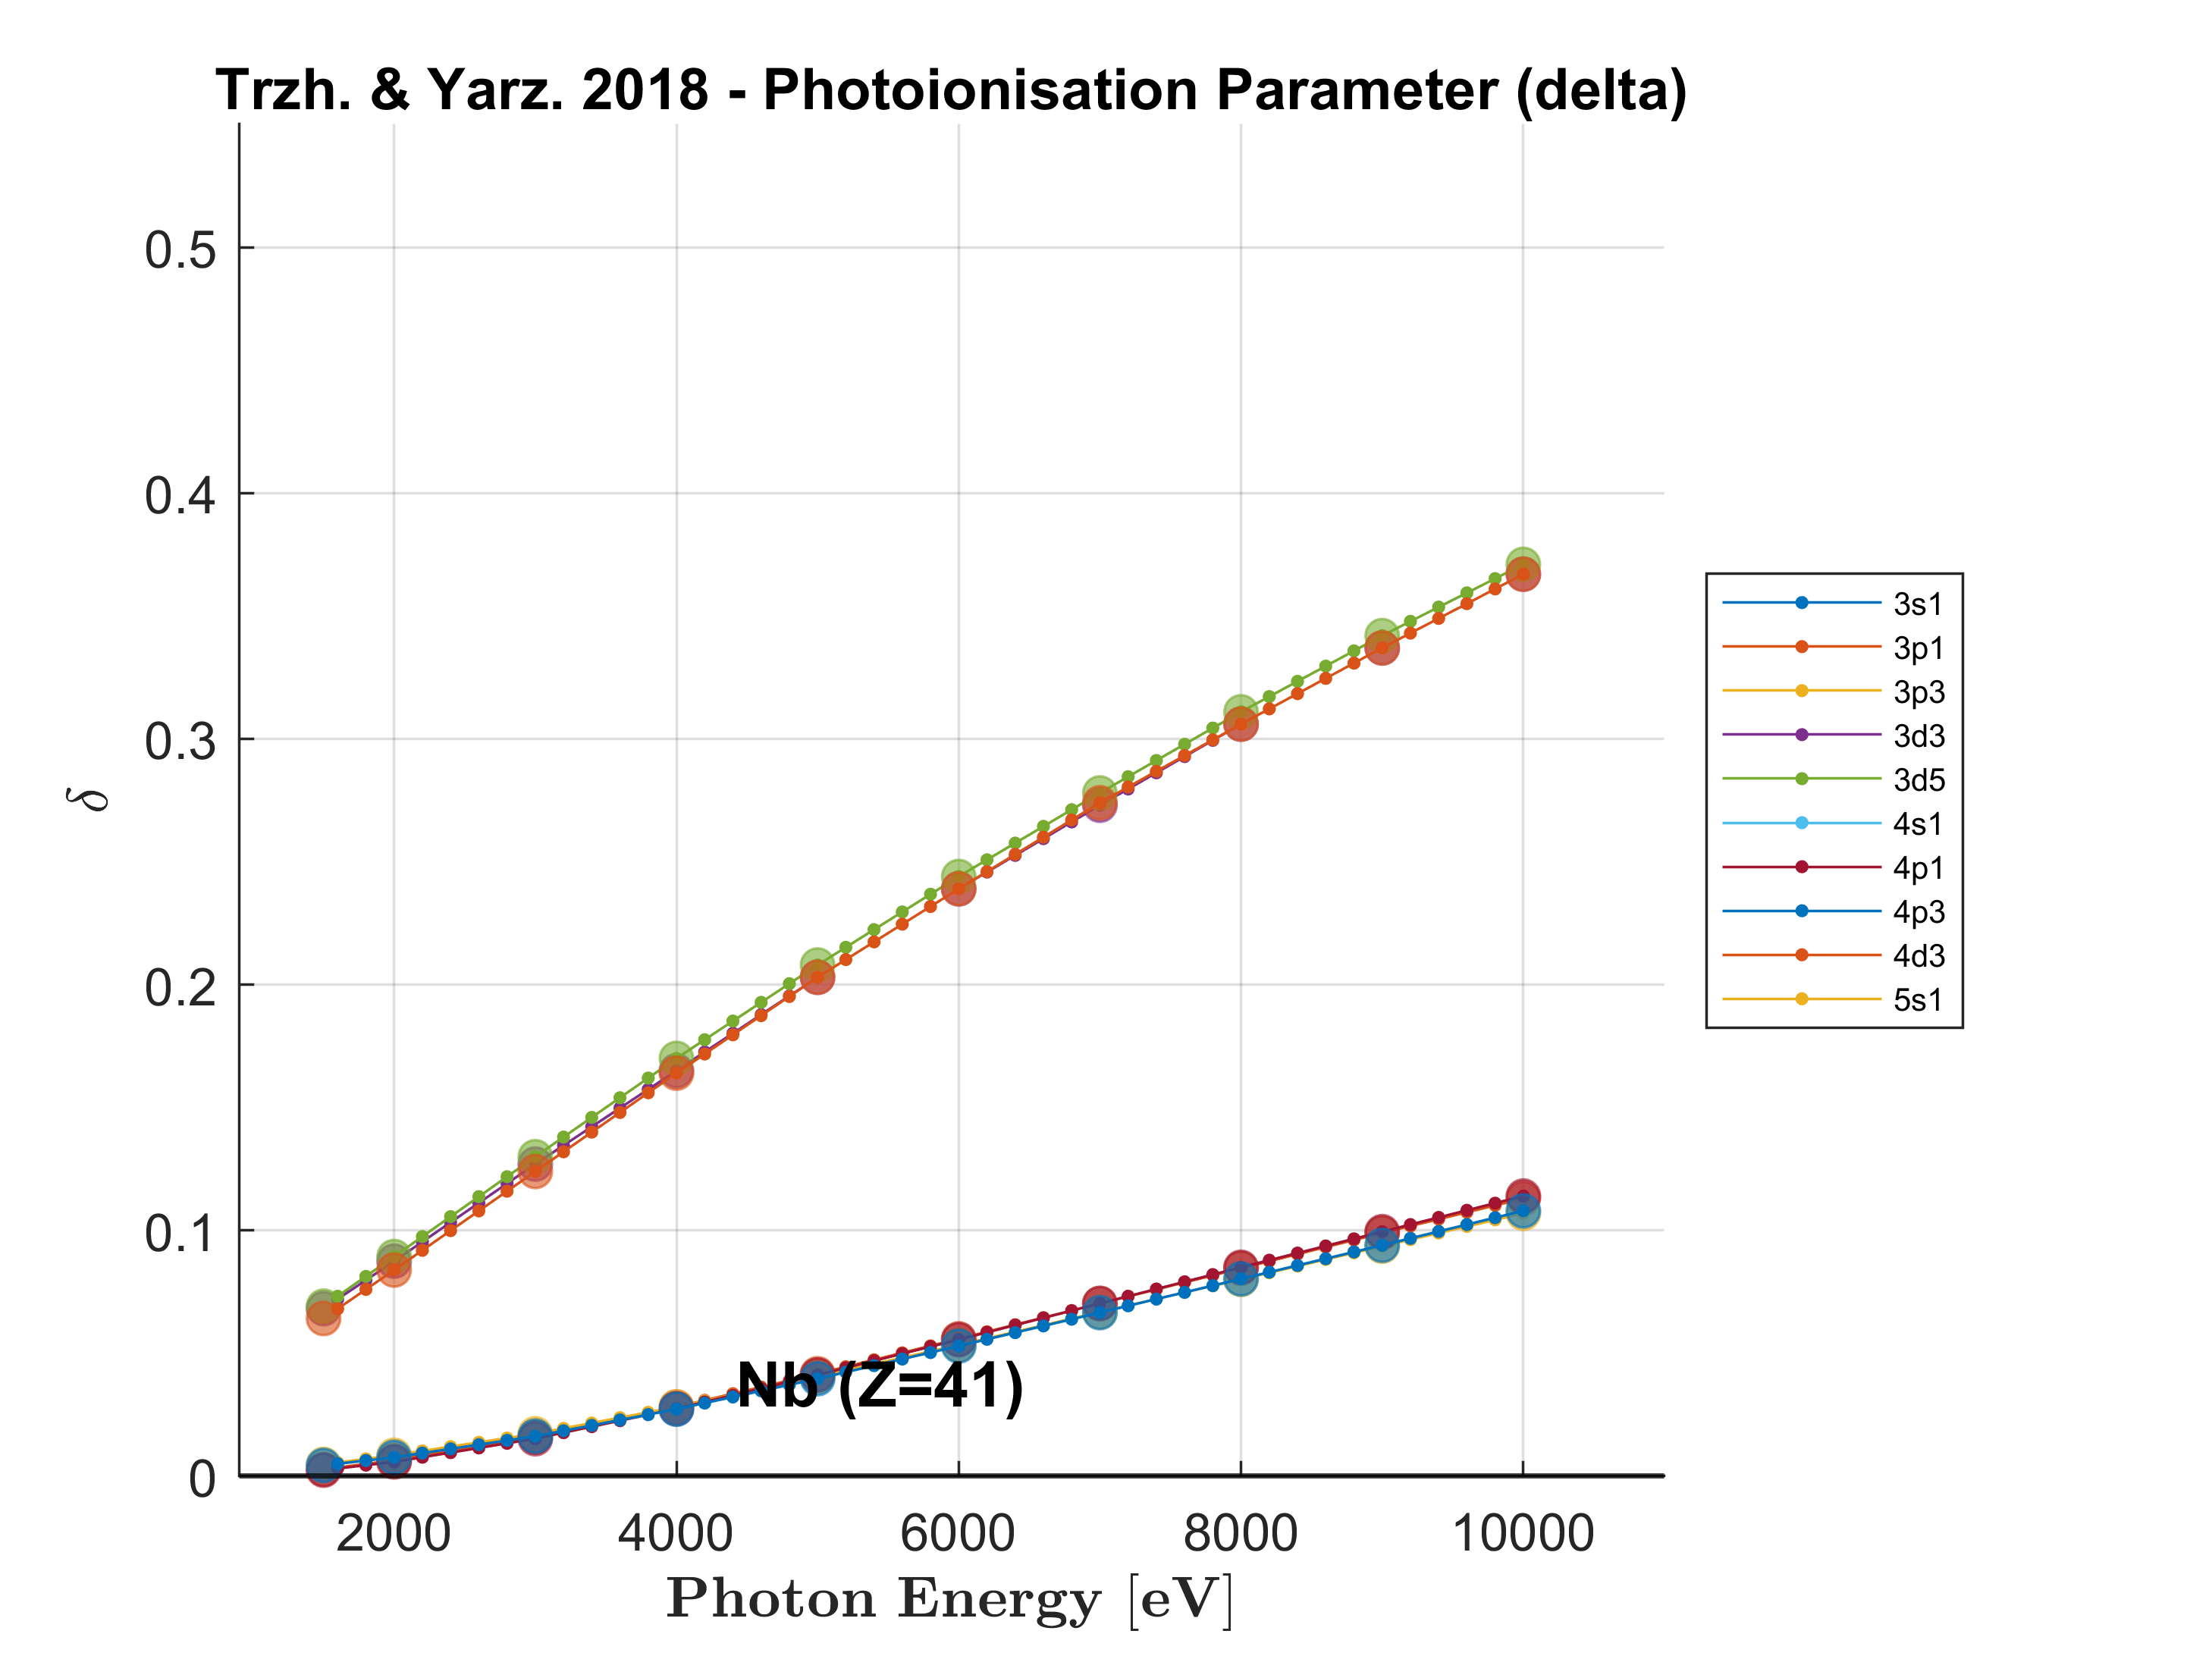 Trzh. & Yarz. 2018 - Photoionisation Parameter (delta)
0.5
0.4
0.3
0.2
0.1
0
δ
2000 4000 6000 8000 10000
Photon Energy [eV]
Nb (Z=41)
3s1
3p1
3p3
3d3
3d5
4s1
4p1
4p3
4d3
5s1